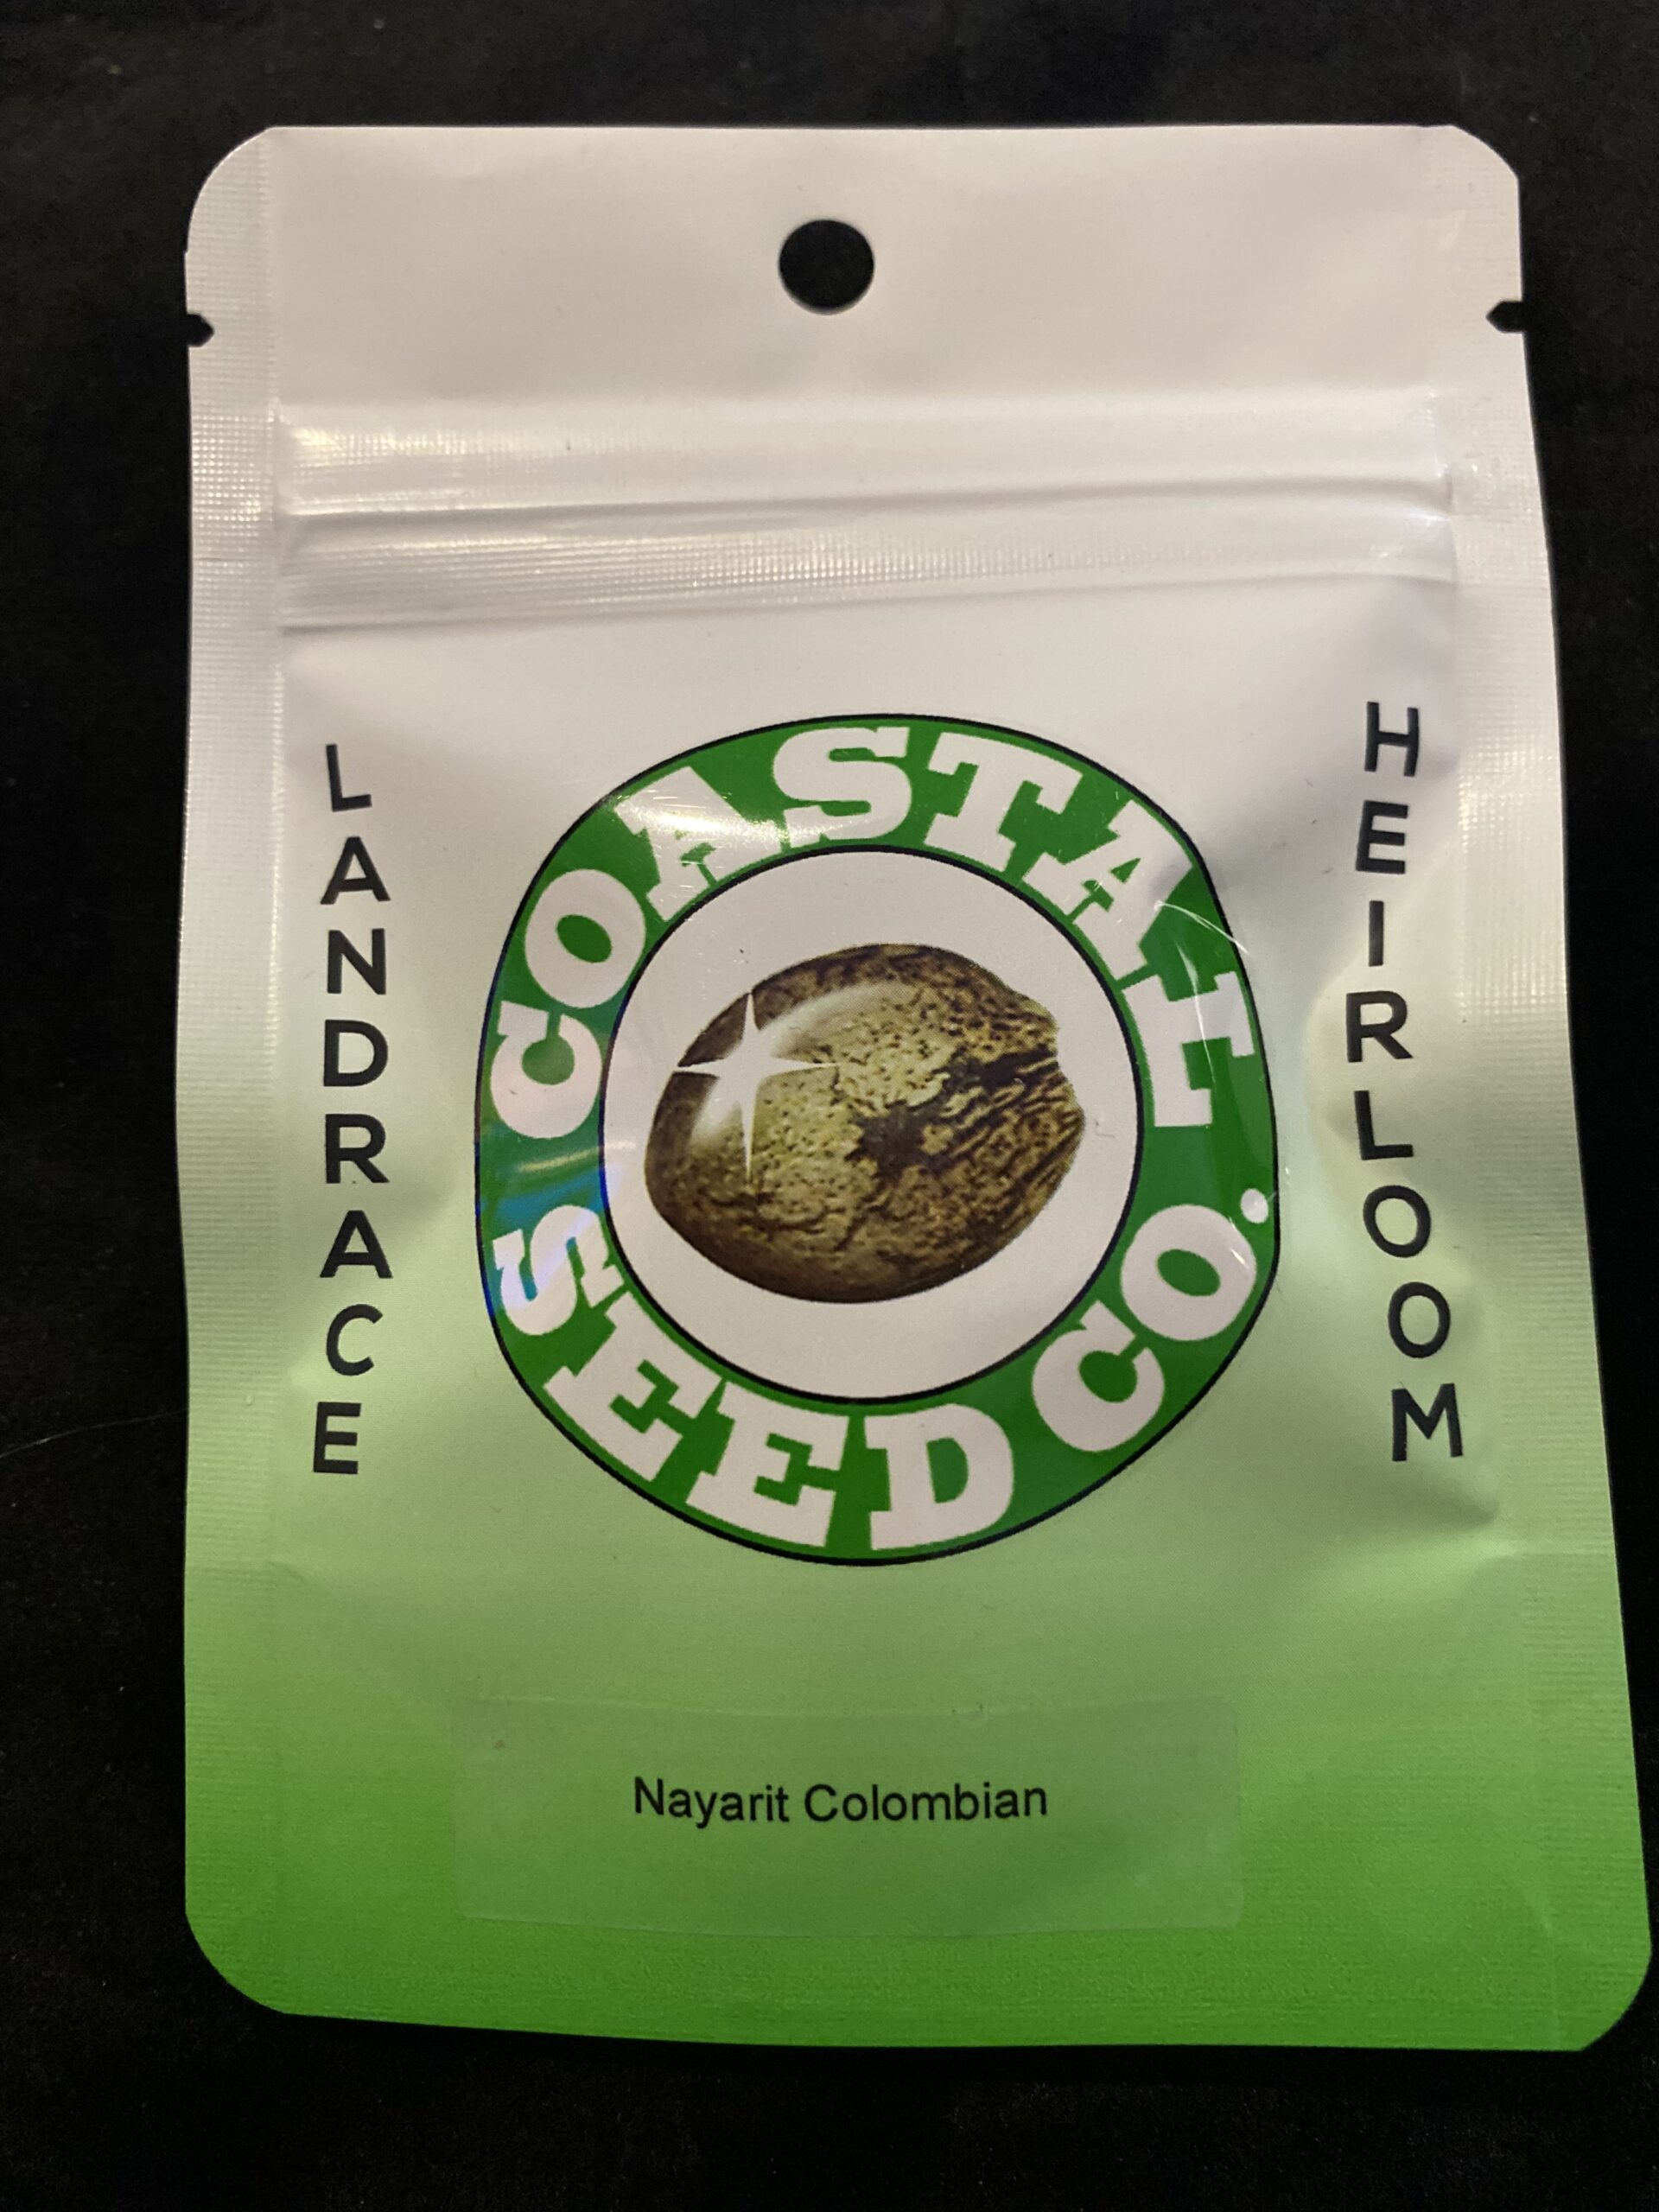 LANDRACE
COASTAL
SEED CO.
HEIRLOOM
Nayarit Colombian